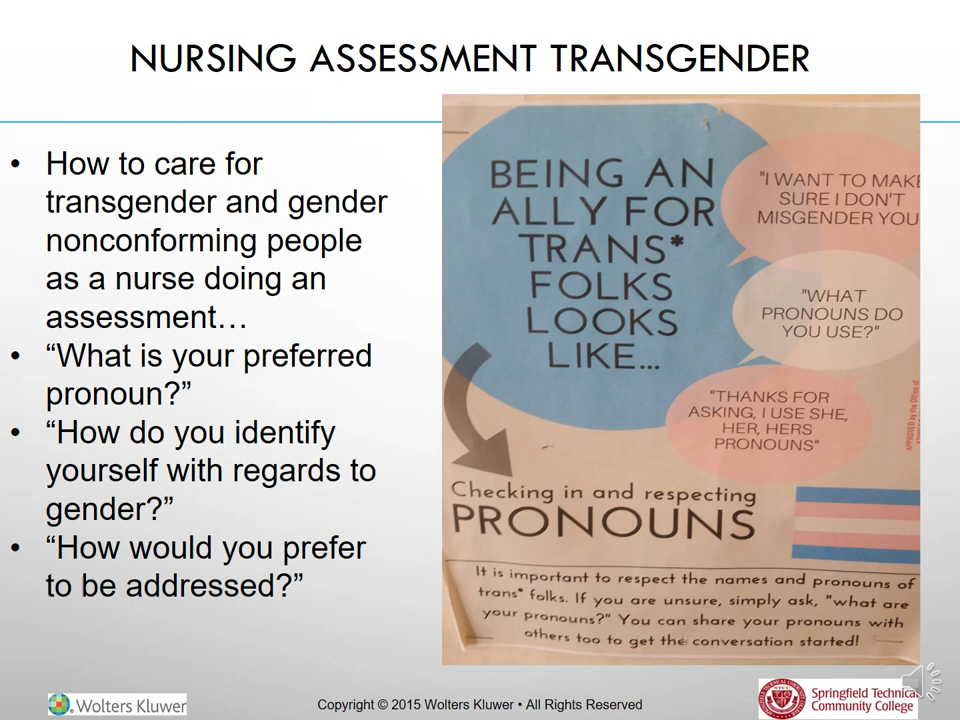 NURSING ASSESSMENT TRANSGENDER
• How to care for
transgender and gender
nonconforming people
as a nurse doing an
assessment…
• “What is your preferred
pronoun?”
• “How do you identify
yourself with regards to
gender?”
• “How would you prefer
to be addressed?”
BEING AN
ALLY FOR
TRANS*
FOLKS
LOOKS
LIKE...
"I WANT TO MAKE
SURE I DON'T
MISGENDER YOU
"WHAT
PRONOUNS DO
YOU USE?"
"THANKS FOR
ASKING, I USE SHE,
HER, HERS
PRONOUNS"
APPROVED by the Office of
Checking in and respecting
PRONOUNS
It is important to respect the names and pronouns of
trans* folks. If you are unsure, simply ask, "what are
your pronouns?" You can share your pronouns with
others too to get the conversation started!
Wolters Kluwer
Copyright © 2015 Wolters Kluwer • All Rights Reserved
Springfield Technical
Community College